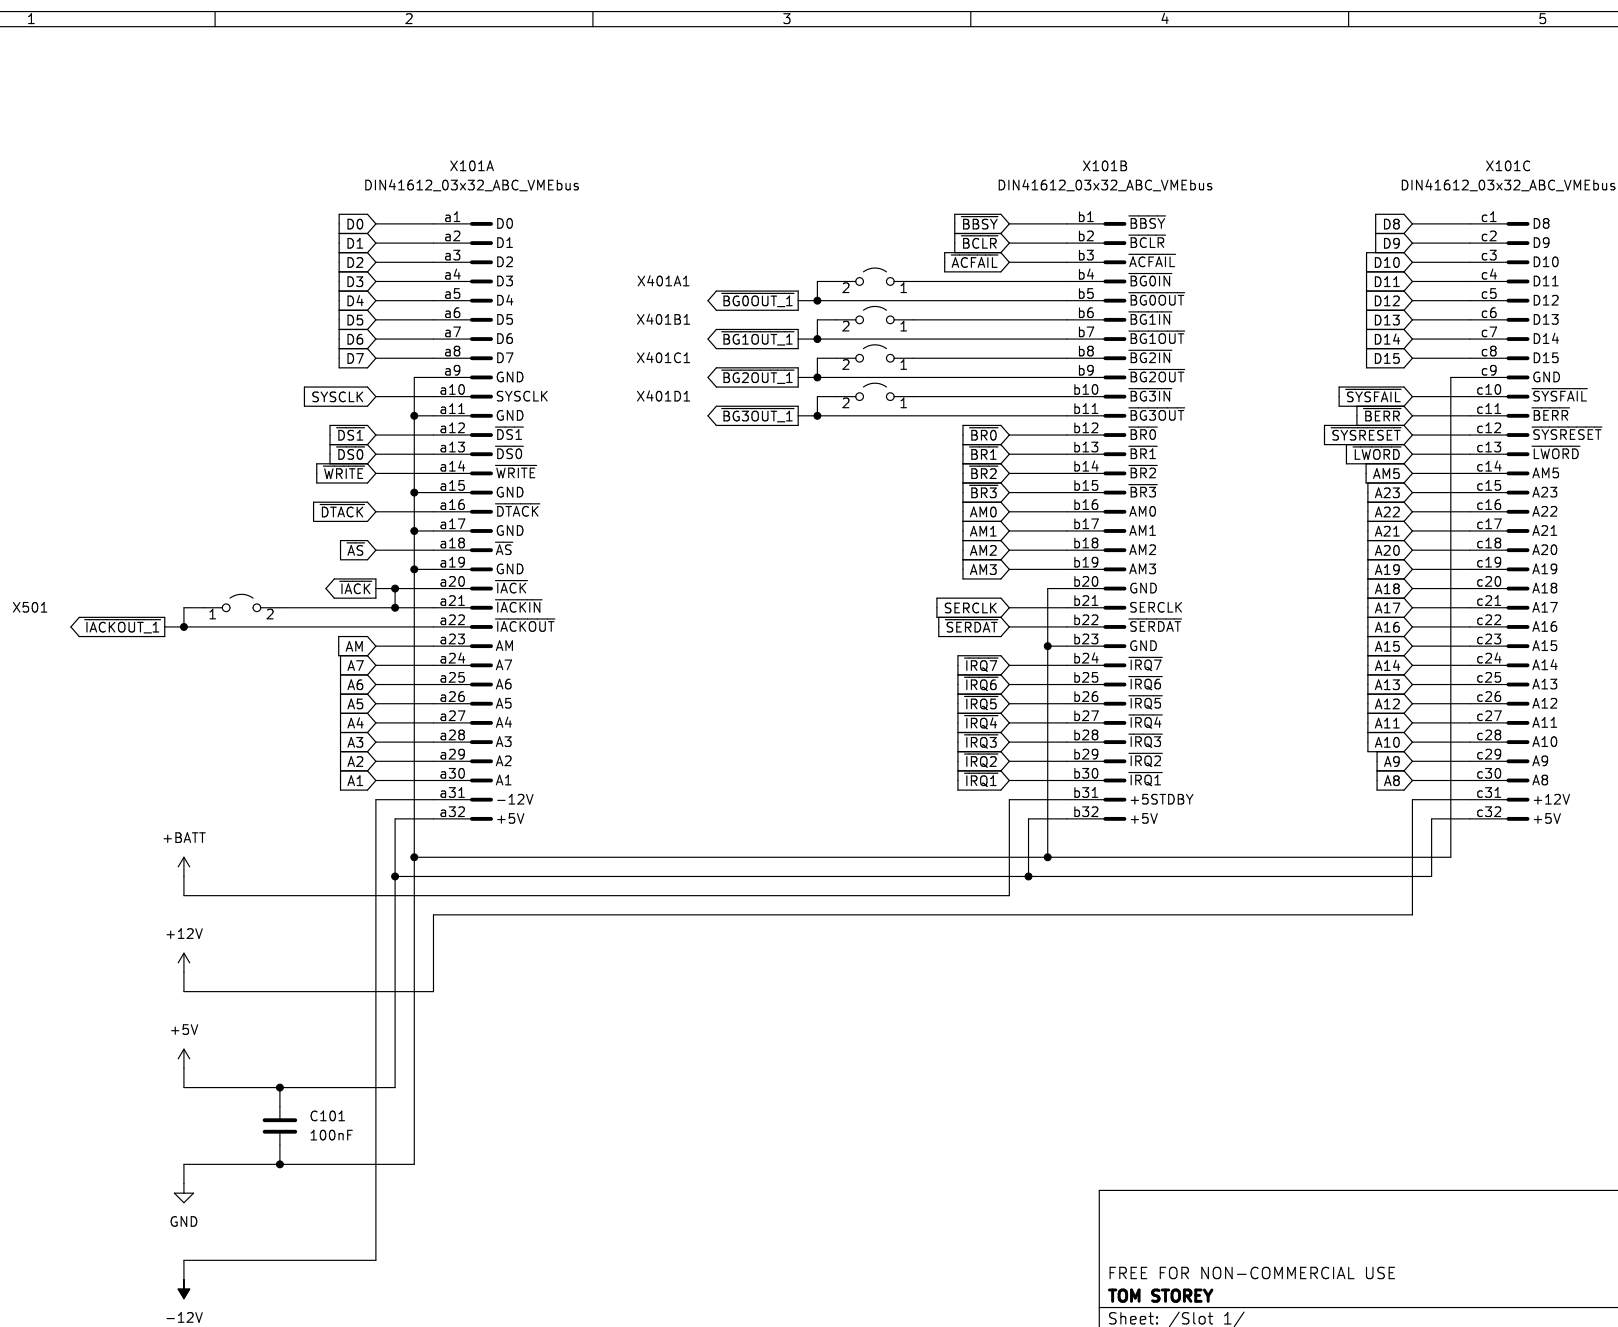 1 2 3 4 5
X101A X101B X101C
DIN41612_03x32_ABC_VMEbus DIN41612_03x32_ABC_VMEbus DIN41612_03x32_ABC_VMEbus
D0 a1 D0 BBSY b1 BBSY D8 c1 D8
D1 a2 D1 BCLR b2 BCLR D9 c2 D9
D2 a3 D2 ACFAIL b3 ACFAIL D10 c3 D10
D3 a4 D3 X401A1 2 1 b4 BG0IN D11 c4 D11
D4 a5 D4 BG0OUT_1 b5 BG0OUT D12 c5 D12
D5 a6 D5 X401B1 2 1 b6 BG1IN D13 c6 D13
D6 a7 D6 BG1OUT_1 b7 BG1OUT D14 c7 D14
D7 a8 D7 X401C1 2 1 b8 BG2IN D15 c8 D15
a9 GND BG2OUT_1 b9 BG2OUT c9 GND
SYSCLK a10 SYSCLK X401D1 2 1 b10 BG3IN SYSFAIL c10 SYSFAIL
a11 GND BG3OUT_1 b11 BG3OUT BERR c11 BERR
DS1 a12 DS1 BR0 b12 BR0 SYSRESET c12 SYSRESET
DS0 a13 DS0 BR1 b13 BR1 LWORD c13 LWORD
WRITE a14 WRITE BR2 b14 BR2 AM5 c14 AM5
a15 GND BR3 b15 BR3 A23 c15 A23
DTACK a16 DTACK AM0 b16 AM0 A22 c16 A22
a17 GND AM1 b17 AM1 A21 c17 A21
AS a18 AS AM2 b18 AM2 A20 c18 A20
a19 GND AM3 b19 AM3 A19 c19 A19
IACK a20 IACK b20 GND A18 c20 A18
X501 1 2 a21 IACKIN SERCLK b21 SERCLK A17 c21 A17
IACKOUT_1 a22 IACKOUT SERDAT b22 SERDAT A16 c22 A16
AM a23 AM b23 GND A15 c23 A15
A7 a24 A7 IRQ7 b24 IRQ7 A14 c24 A14
A6 a25 A6 IRQ6 b25 IRQ6 A13 c25 A13
A5 a26 A5 IRQ5 b26 IRQ5 A12 c26 A12
A4 a27 A4 IRQ4 b27 IRQ4 A11 c27 A11
A3 a28 A3 IRQ3 b28 IRQ3 A10 c28 A10
A2 a29 A2 IRQ2 b29 IRQ2 A9 c29 A9
A1 a30 A1 IRQ1 b30 IRQ1 A8 c30 A8
a31 -12V b31 +5STDBY c31 +12V
a32 +5V b32 +5V c32 +5V
+BATT
+12V
+5V
C101
100nF
GND
FREE FOR NON-COMMERCIAL USE
TOM STOREY
-12V Sheet: /Slot 1/